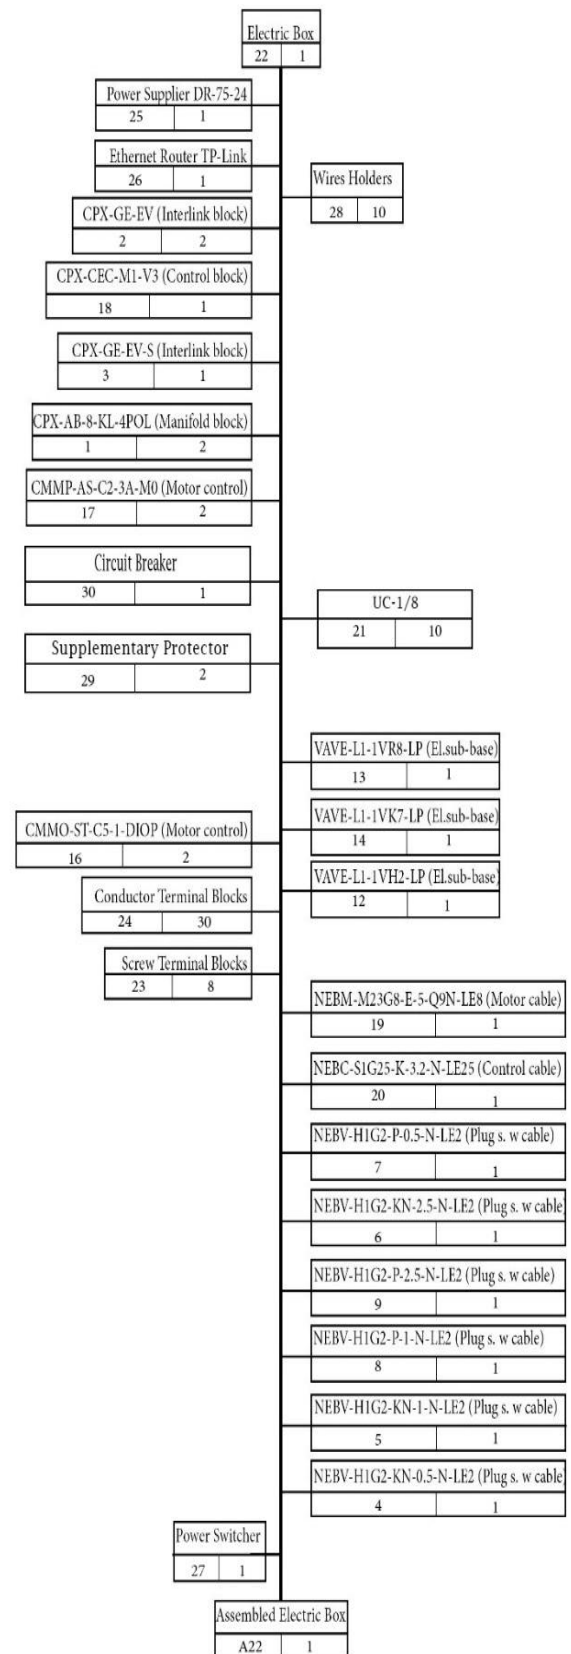 Electric Box
22 1
Power Supplier DR-75-24
25 1
Ethernet Router TP-Link
26 1
Wires Holders
28 10
CPX-GE-EV (Interlink block)
2 2
CPX-CEC-M1-V3 (Control block)
18 1
CPX-GE-EV-S (Interlink block)
3 1
CPX-AB-8-KL-4POL (Manifold block)
1 2
CMMP-AS-C2-3A-M0 (Motor control)
17 2
Circuit Breaker
30 1
UC-1/8
21 10
Supplementary Protector
29 2
VAVE-L1-1VR8-LP (El.sub-base)
13 1
VAVE-L1-1VK7-LP (El.sub-base)
14 1
CMMO-ST-C5-1-DIOP (Motor control)
16 2
VAVE-L1-1VH2-LP (El.sub-base)
12 1
Conductor Terminal Blocks
24 30
Screw Terminal Blocks
23 8
NEBM-M23G8-E-5-Q9N-LE8 (Motor cable)
19 1
NEBC-S1G25-K-3.2-N-LE25 (Control cable)
20 1
NEBV-H1G2-P-0.5-N-LE2 (Plug s. w cable)
7 1
NEBV-H1G2-KN-2.5-N-LE2 (Plug s. w cable
6 1
NEBV-H1G2-P-2.5-N-LE2 (Plug s. w cable)
9 1
NEBV-H1G2-P-1-N-LE2 (Plug s. w cable)
8 1
NEBV-H1G2-KN-1-N-LE2 (Plug s. w cable)
5 1
NEBV-H1G2-KN-0.5-N-LE2 (Plug s. w cable)
4 1
Power Switcher
27 1
Assembled Electric Box
A22 1